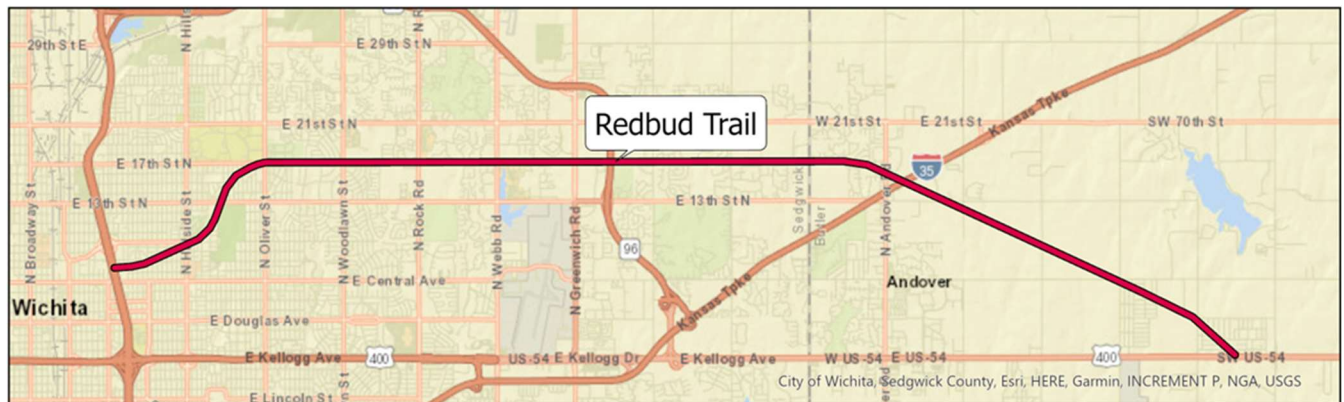 29th St E
N Hills
N R
E 29th St N
E 21st St N
Redbud Trail
W 21st St
E 21st St
Kansas Tpke
SW 70th St
E 17th St N
35
N Broadway St
E 13th St N
N Hillside St
N Oliver St
N Woodlawn St
N Rock Rd
N Webb Rd
N Greenwich Rd
E 13th St N
Sedgwick
Butler
N Andover Rd
96
E Central Ave
Andover
Wichita
E Douglas Ave
Kansas Tpke
E Kellogg Ave
400
US-54
E Kellogg Dr
E Kellogg Ave
W US-54
E US-54
400
SW US-54
E Lincoln St
n St
City of Wichita, Sedgwick County, Esri, HERE, Garmin, INCREMENT P, NGA, USGS